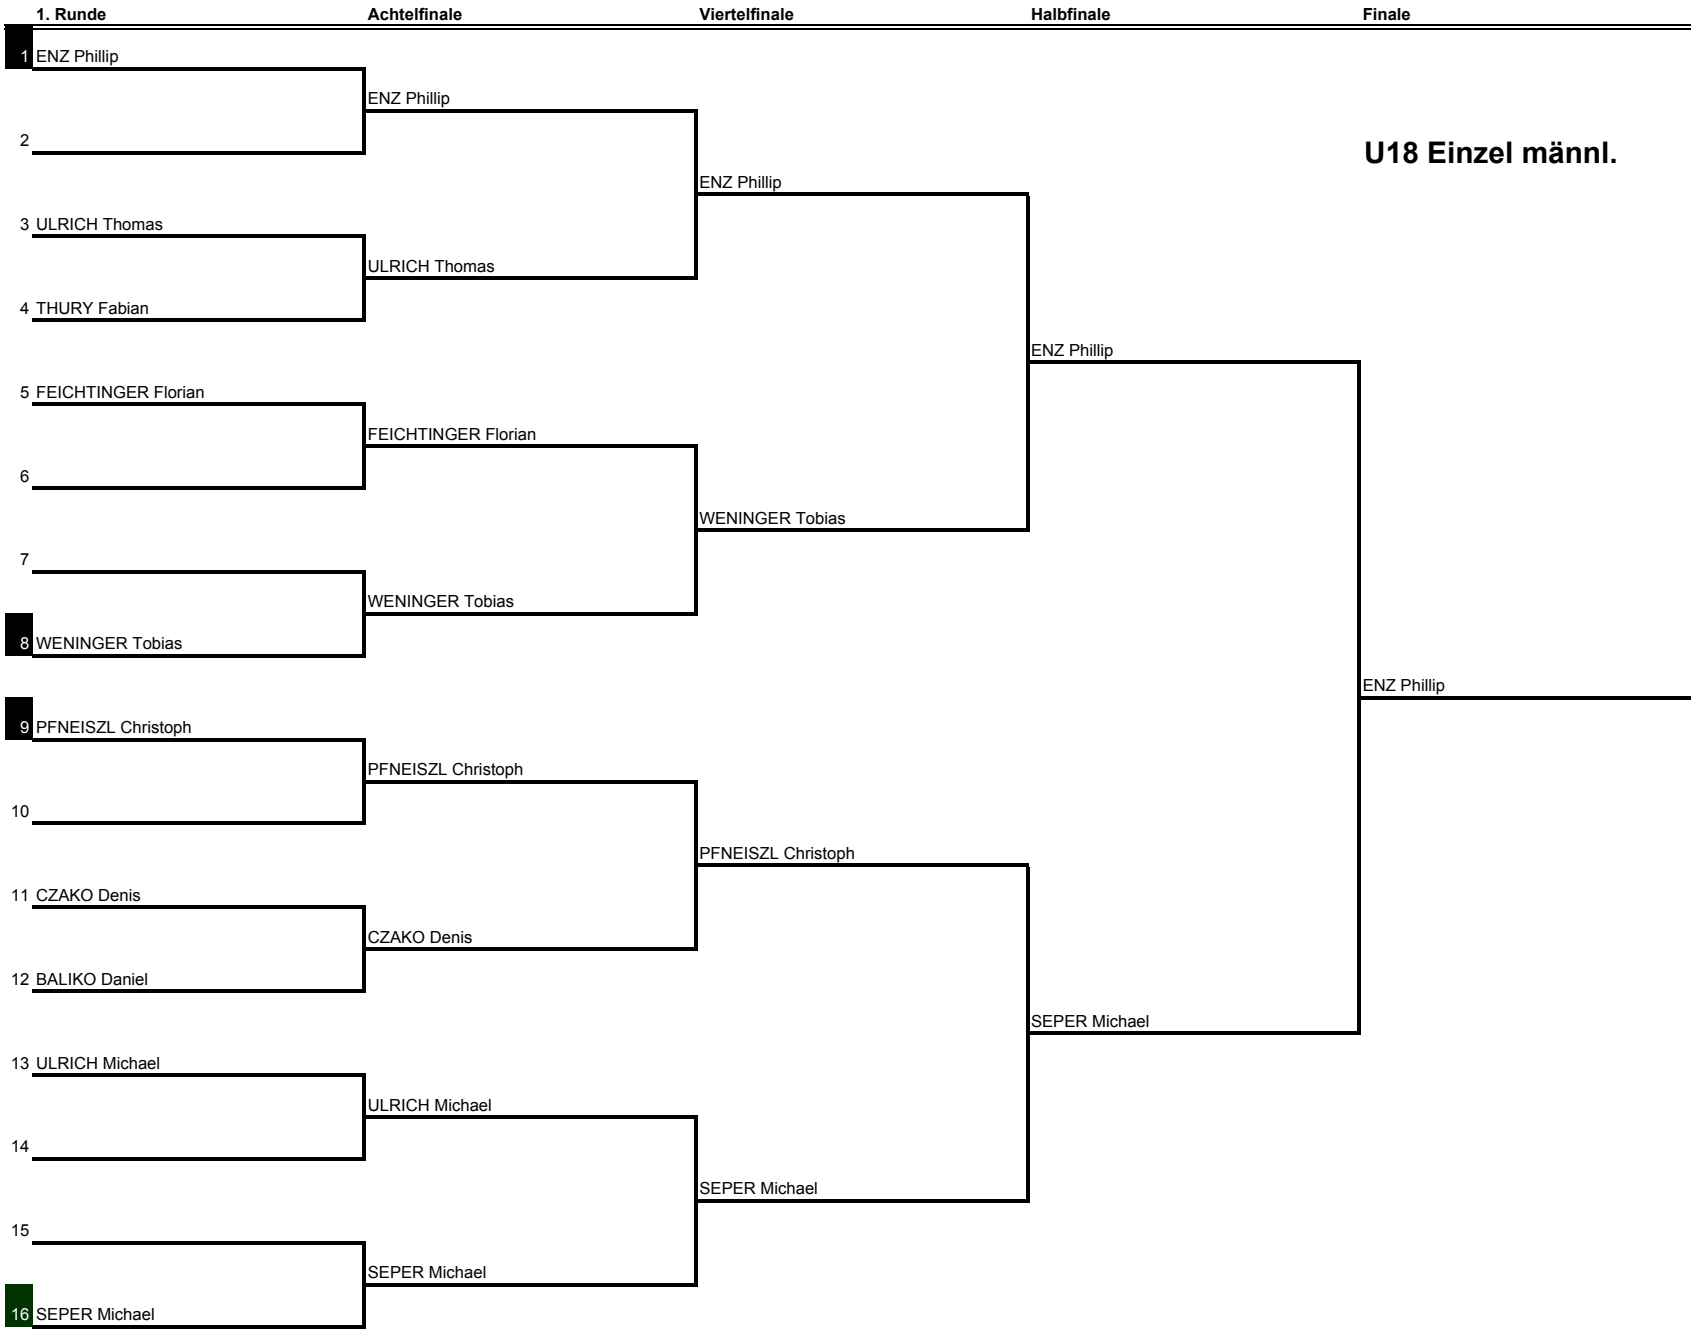 1. Runde Achtelfinale Viertelfinale Halbfinale Finale
1 ENZ Phillip
ENZ Phillip
2
U18 Einzel männl.
ENZ Phillip
3 ULRICH Thomas
ULRICH Thomas
4 THURY Fabian
ENZ Phillip
5 FEICHTINGER Florian
FEICHTINGER Florian
6
WENINGER Tobias
7
WENINGER Tobias
8 WENINGER Tobias
ENZ Phillip
9 PFNEISZL Christoph
PFNEISZL Christoph
10
PFNEISZL Christoph
11 CZAKO Denis
CZAKO Denis
12 BALIKO Daniel
SEPER Michael
13 ULRICH Michael
ULRICH Michael
14
SEPER Michael
15
SEPER Michael
16 SEPER Michael